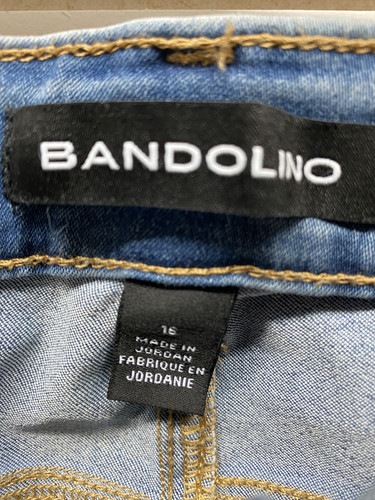 BANDOLINO
16
MADE IN
JORDAN
FABRIQUE EN
JORDANIE